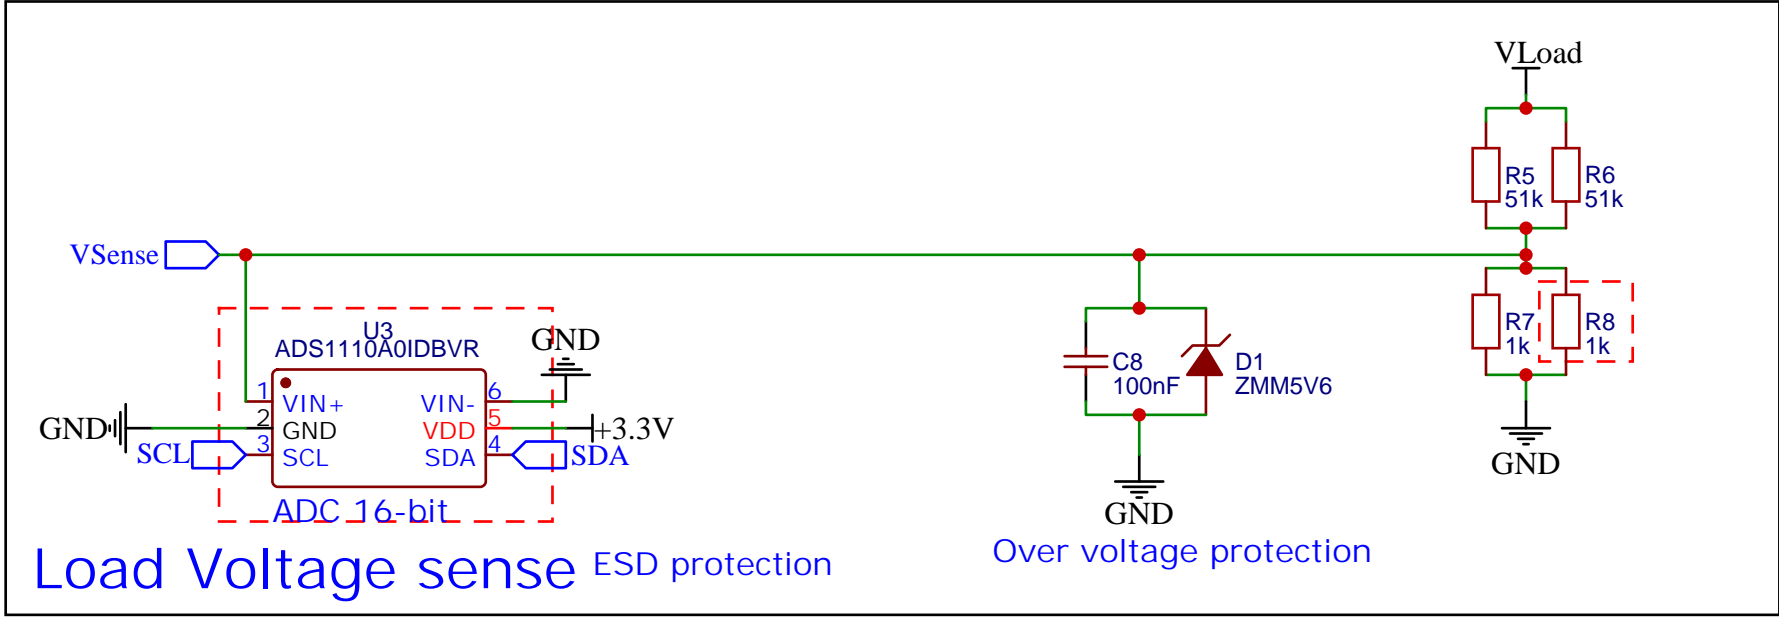 VLoad
R5
51k
R6
51k
VSense
R7
1k
R8
1k
U3
ADS1110A0IDBVR
GND
C8
100nF
D1
ZMM5V6
1
VIN+
VIN-
6
GND
2
GND
VDD
5
+3.3V
SCL
3
SCL
SDA
4
SDA
GND
GND
ADC 16-bit
Load Voltage sense
ESD protection
Over voltage protection